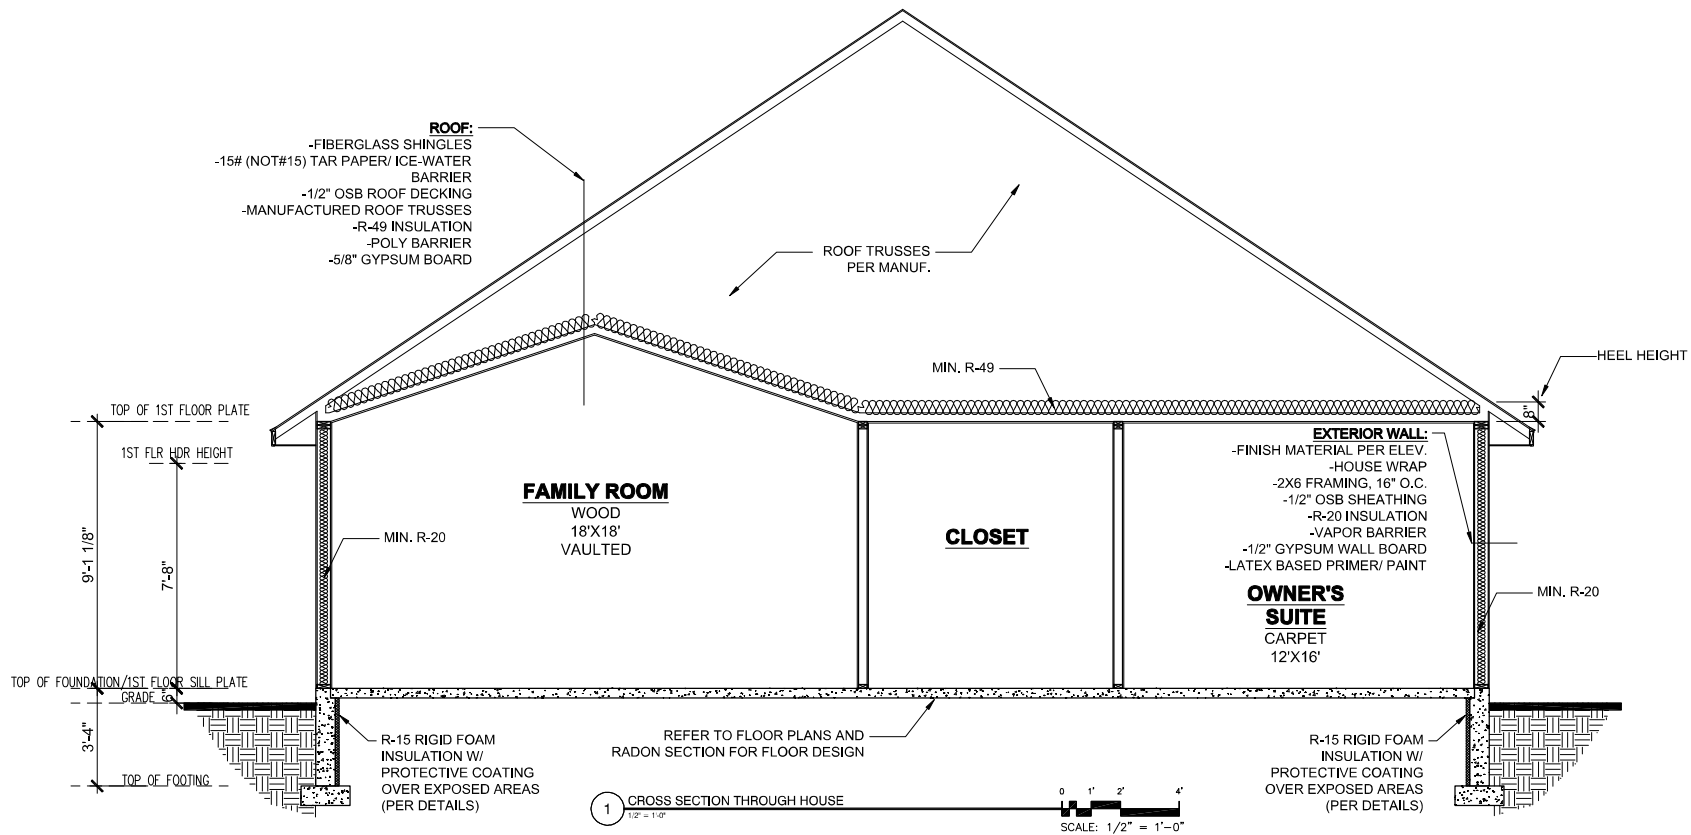 ROOF:
-FIBERGLASS SHINGLES
-15# (NOT#15) TAR PAPER/ ICE-WATER
BARRIER
-1/2" OSB ROOF DECKING
-MANUFACTURED ROOF TRUSSES
-R-49 INSULATION
-POLY BARRIER
-5/8" GYPSUM BOARD
ROOF TRUSSES
PER MANUF.
HEEL HEIGHT
8"
MIN. R-49
TOP OF 1ST FLOOR PLATE
1ST FLR HDR HEIGHT
9'-1 1/8"
7'-8"
MIN. R-20
FAMILY ROOM
WOOD
18'X18'
VAULTED
CLOSET
EXTERIOR WALL:
-FINISH MATERIAL PER ELEV.
-HOUSE WRAP
-2X6 FRAMING, 16" O.C.
-1/2" OSB SHEATHING
-R-20 INSULATION
-VAPOR BARRIER
-1/2" GYPSUM WALL BOARD
-LATEX BASED PRIMER/ PAINT
OWNER'S
SUITE
CARPET
12'X16'
MIN. R-20
TOP OF FOUNDATION/1ST FLOOR SILL PLATE
GRADE
6"
3'-4"
TOP OF FOOTING
R-15 RIGID FOAM
INSULATION W/
PROTECTIVE COATING
OVER EXPOSED AREAS
(PER DETAILS)
REFER TO FLOOR PLANS AND
RADON SECTION FOR FLOOR DESIGN
R-15 RIGID FOAM
INSULATION W/
PROTECTIVE COATING
OVER EXPOSED AREAS
(PER DETAILS)
1
CROSS SECTION THROUGH HOUSE
1/2" = 1'-0"
0 1' 2' 4'
SCALE: 1/2" = 1'-0"